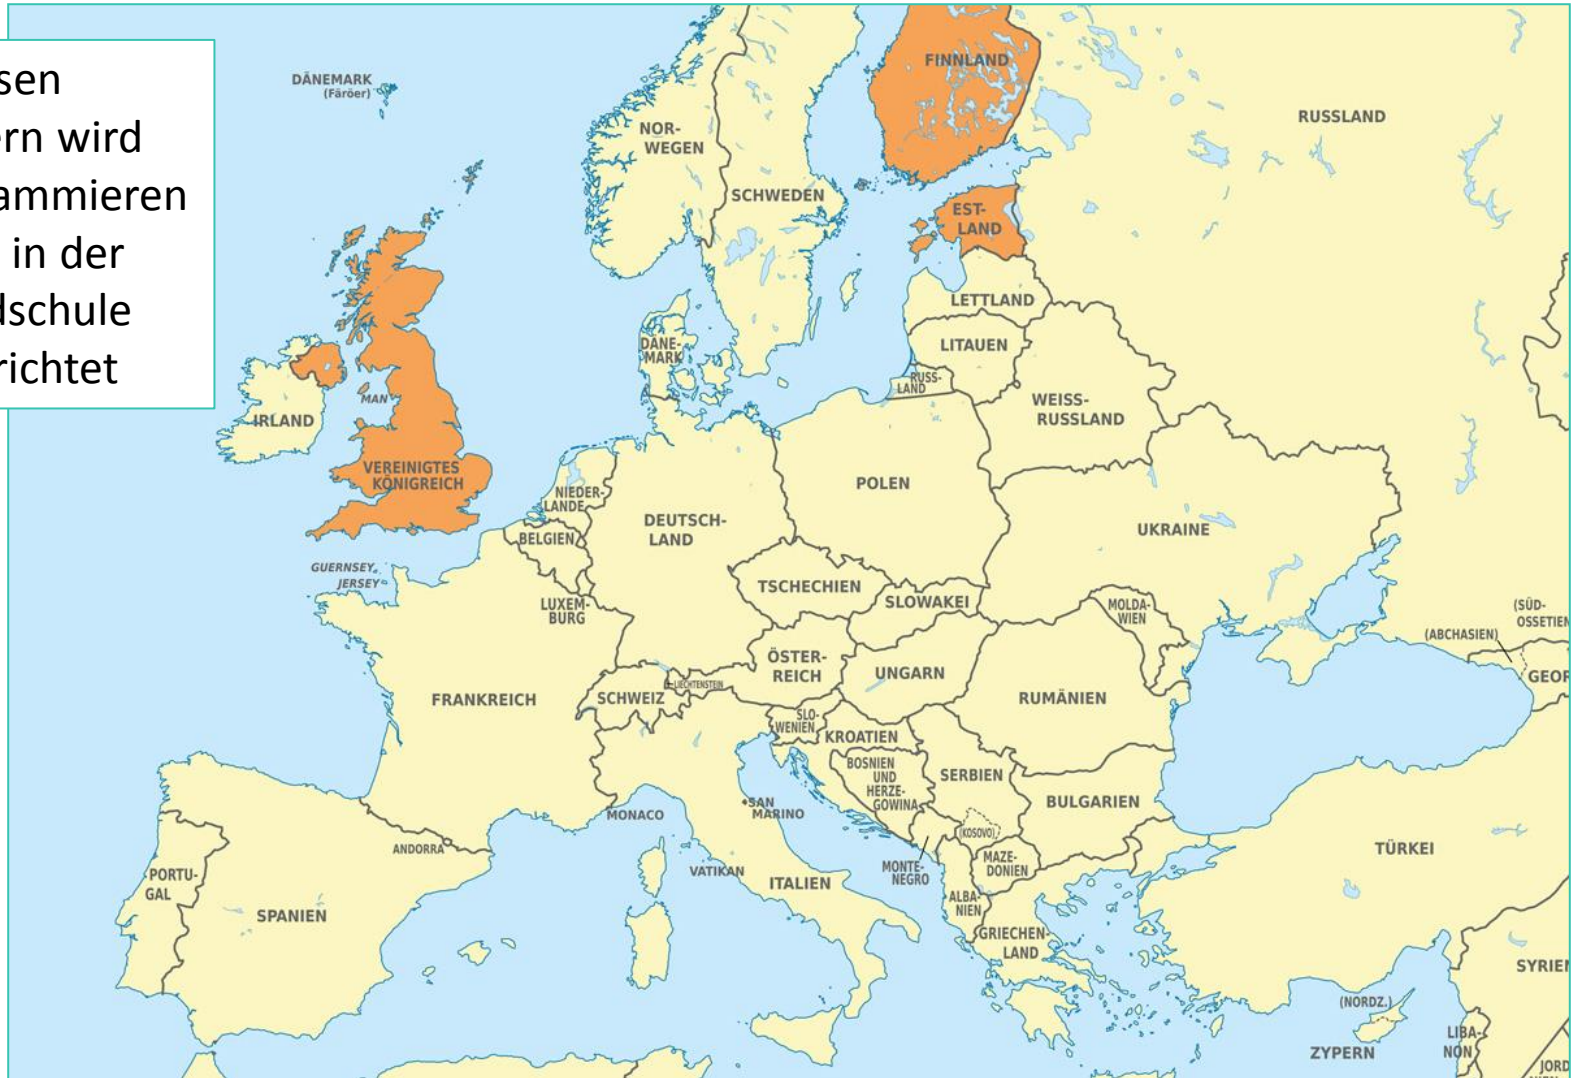 sen
ern wird
ammieren
in der
dschule
richtet
DÄNEMARK
(Färöer)
FINNLAND
RUSSLAND
NOR-
WEGEN
SCHWEDEN
EST-
LAND
LETTLAND
LITAUEN
RUSS-
LAND
DÄNE-
MARK
WEISS-
RUSSLAND
MAN
IRLAND
VEREINIGTES
KÖNIGREICH
NIEDER-
LANDE
POLEN
DEUTSCH-
LAND
UKRAINE
BELGIEN
GUERNSEY
JERSEY
TSCHECHIEN
SLOWAKEI
LUXEM-
BURG
MOLDA-
WIEN
(SÜD-
OSSETIEN
(ABCHASIEN)
GEOR
ÖSTER-
REICH
UNGARN
LIECHTENSTEIN
SCHWEIZ
FRANKREICH
RUMÄNIEN
SLO-
WENIEN
KROATIEN
BOSNIEN
UND
HERZE-
GOWINA
SERBIEN
BULGARIEN
SAN
MARINO
MONACO
(KOSOVO)
ANDORRA
MONTE-
NEGRO
MAZE-
DONIEN
TÜRKEI
VATIKAN
ITALIEN
PORTU-
GAL
SPANIEN
ALBA-
NIEN
GRIECHEN-
LAND
SYRIEN
(NORDZ.)
ZYPERN
LIBA-
NON
JORD